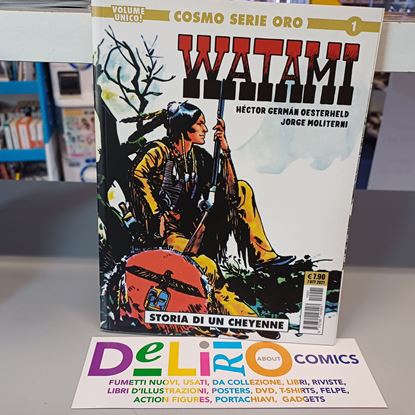 VOLUME UNICO!
COSMO SERIE ORO
1
WATAMI
HÉCTOR GERMÁN OESTERHELD
JORGE MOLITERNI
€ 7.90
STORIA DI UN CHEYENNE
DeLiRiO ABOUT COMICS
FUMETTI NUOVI, USATI, DA COLLEZIONE, LIBRI, RIVISTE,
LIBRI D'ILLUSTRAZIONI, POSTERS, DVD, T-SHIRTS, FELPE,
ACTION FIGURES, PORTACHIAVI, GADGETS